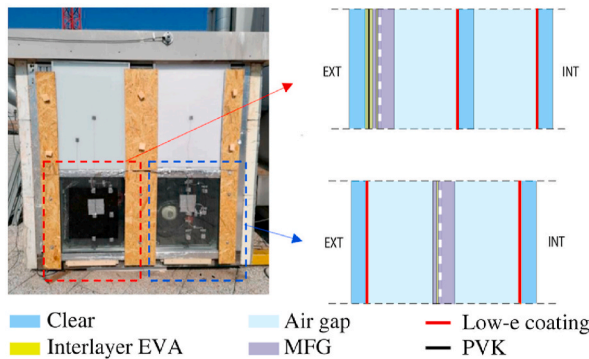 EXT INT
EXT INT
Clear Air gap Low-e coating
Interlayer EVA MFG PVK